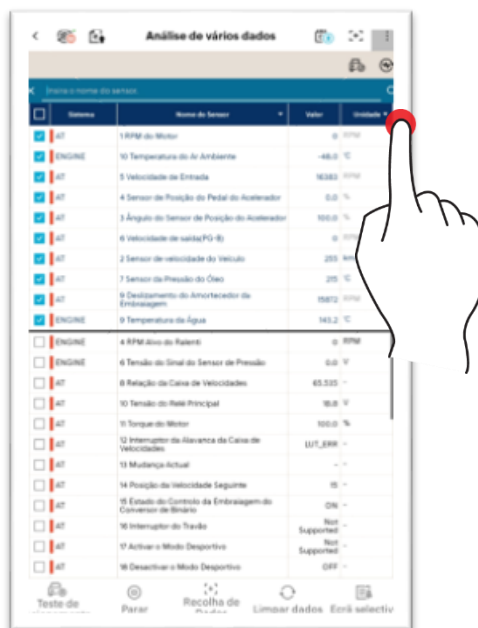 Análise de vários dados
Insira o nome do sensor.
Sistema Nome do Sensor Valor Unidade
AT 1 RPM do Motor 0 RPM
ENGINE 10 Temperatura do Ar Ambiente -48.0 °C
AT 5 Velocidade de Entrada 16383 RPM
AT 4 Sensor de Posição do Pedal do Acelerador 0.0 %
AT 3 Ângulo do Sensor de Posição do Acelerador 100.0 %
AT 6 Velocidade de saída(PG-B) 0
AT 2 Sensor de velocidade do Veículo 255
AT 7 Sensor da Pressão do Óleo 215 °C
AT 9 Deslizamento do Amortecedor da
Embraiagem 15872 RPM
ENGINE 9 Temperatura da Água 143.2 °C
ENGINE 4 RPM Alvo do Ralenti 0 RPM
ENGINE 6 Tensão do Sinal do Sensor de Pressão 0.0 V
AT 8 Relação da Caixa de Velocidades 65.535 -
AT 10 Tensão do Relé Principal 18.8 V
AT 11 Torque do Motor 100.0 %
AT 12 Interruptor da Alavanca da Caixa de
Velocidades LUT_ERR -
AT 13 Mudança Actual - -
AT 14 Posição da Velocidade Seguinte 15 -
AT 15 Estado do Controlo da Embraiagem do
Conversor de Binário ON -
AT 16 Interruptor do Travão Not
Supported -
AT 17 Activar o Modo Desportivo Not
Supported -
AT 18 Desactivar o Modo Desportivo OFF -
Teste de Parar Recolha de Limpar dados Ecrã selectiv